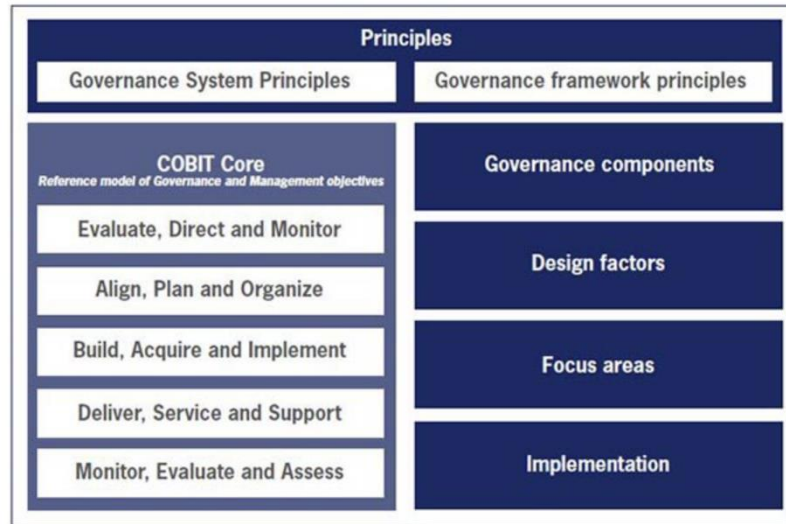 Principles
Governance System Principles
Governance framework principles
COBIT Core
Reference model of Governance and Management objectives
Evaluate, Direct and Monitor
Align, Plan and Organize
Build, Acquire and Implement
Deliver, Service and Support
Monitor, Evaluate and Assess
Governance components
Design factors
Focus areas
Implementation